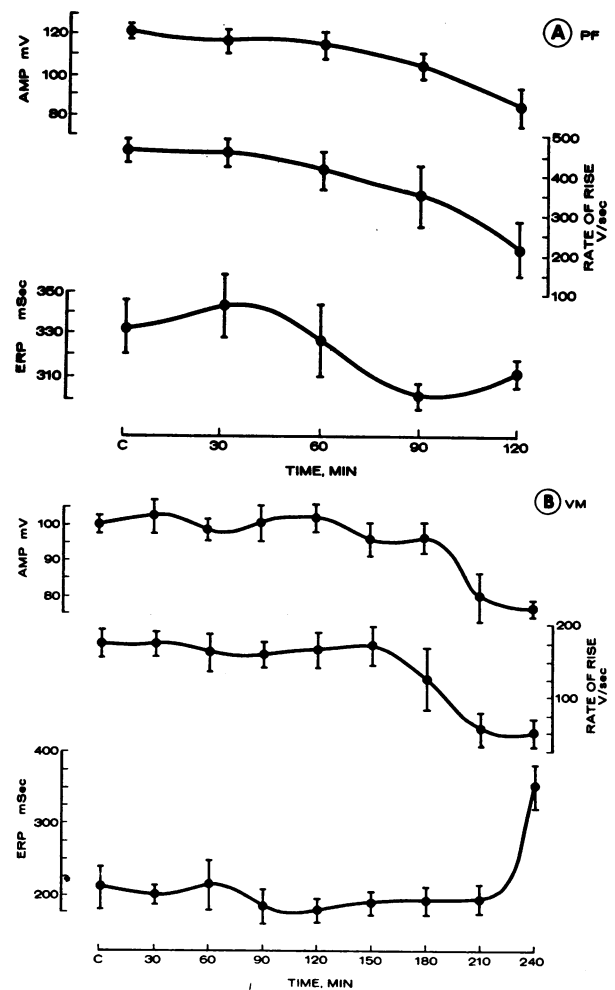 A PF
AMP mV
120
100
80
500
400
300
200
100
RATE OF RISE
V/sec
ERP mSec
350
330
310
C 30 60 90 120
TIME, MIN
B VM
AMP mV
100
90
80
200
100
RATE OF RISE
V/sec
ERP mSec
400
300
200
C 30 60 90 120 150 180 210 240
TIME, MIN